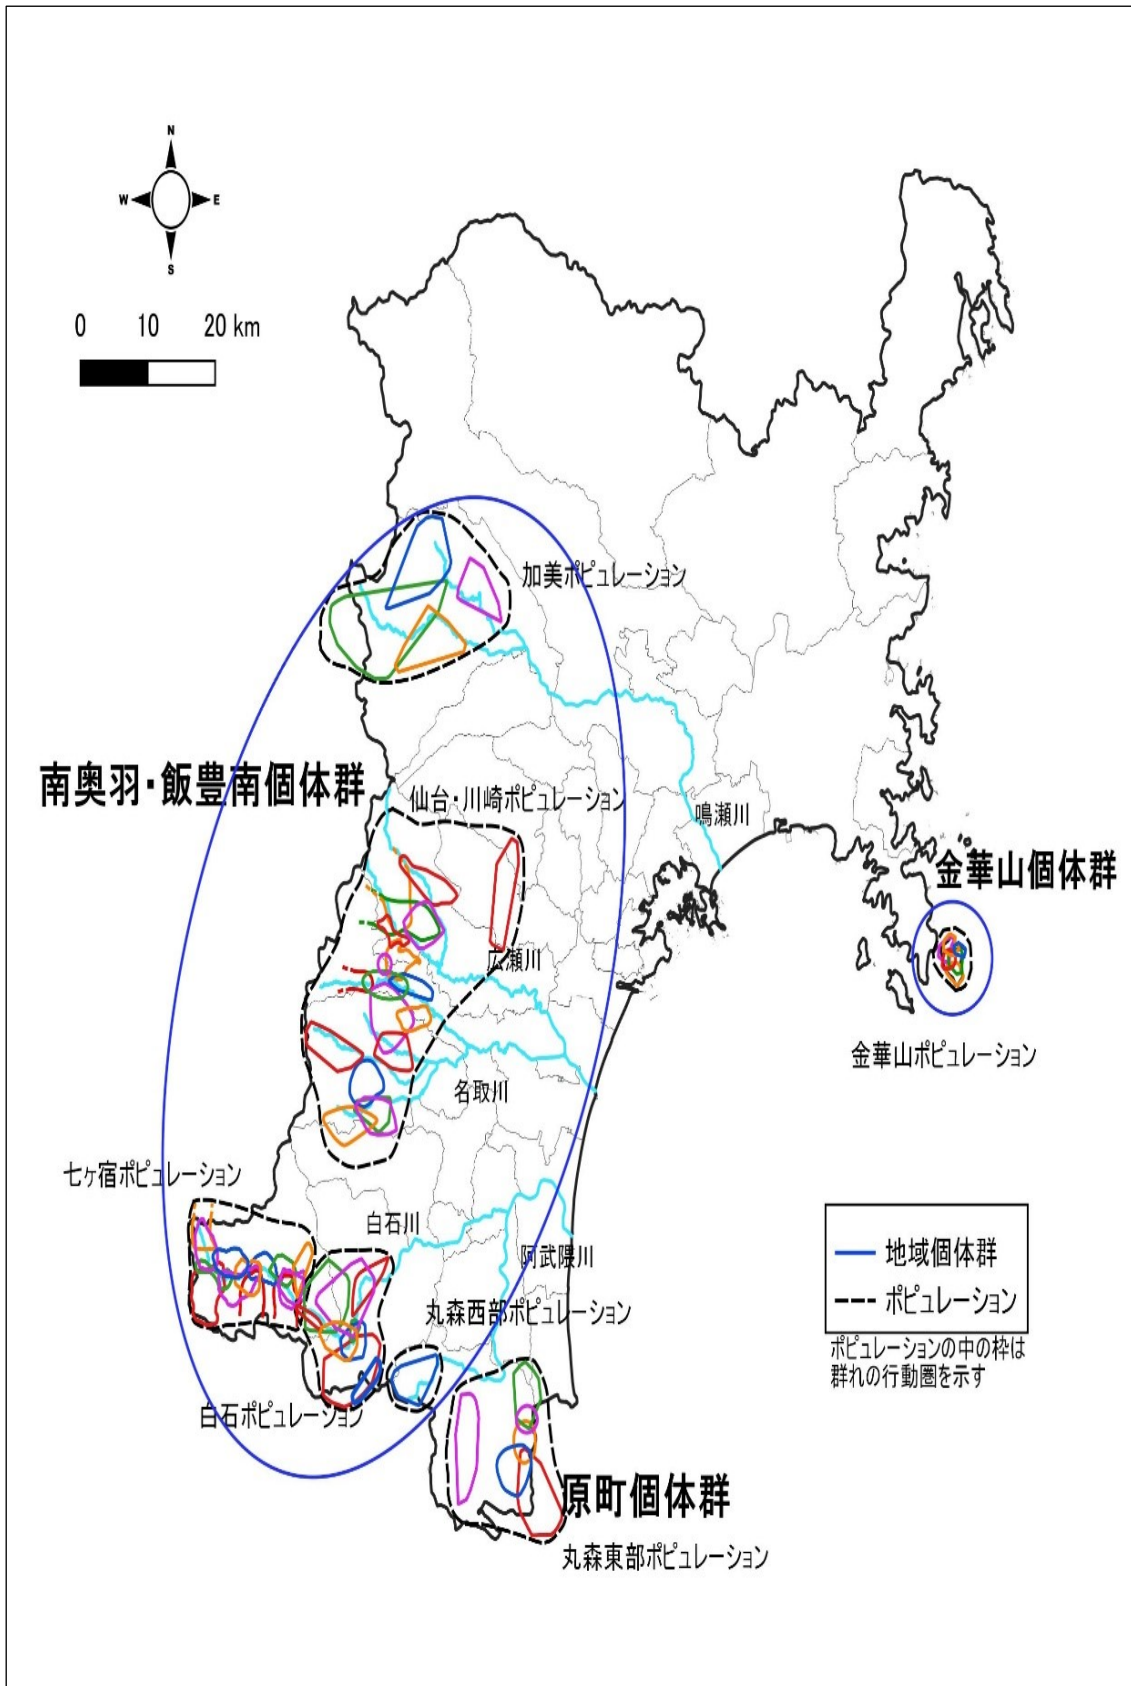 N
W E
S
0 10 20 km
加美ポピュレーション
南奥羽・飯豊南個体群
仙台・川崎ポピュレーション
鳴瀬川
金華山個体群
広瀬川
金華山ポピュレーション
名取川
七ヶ宿ポピュレーション
白石川
阿武隈川
地域個体群
ポピュレーション
丸森西部ポピュレーション
ポピュレーションの中の枠は
群れの行動圏を示す
白石ポピュレーション
原町個体群
丸森東部ポピュレーション